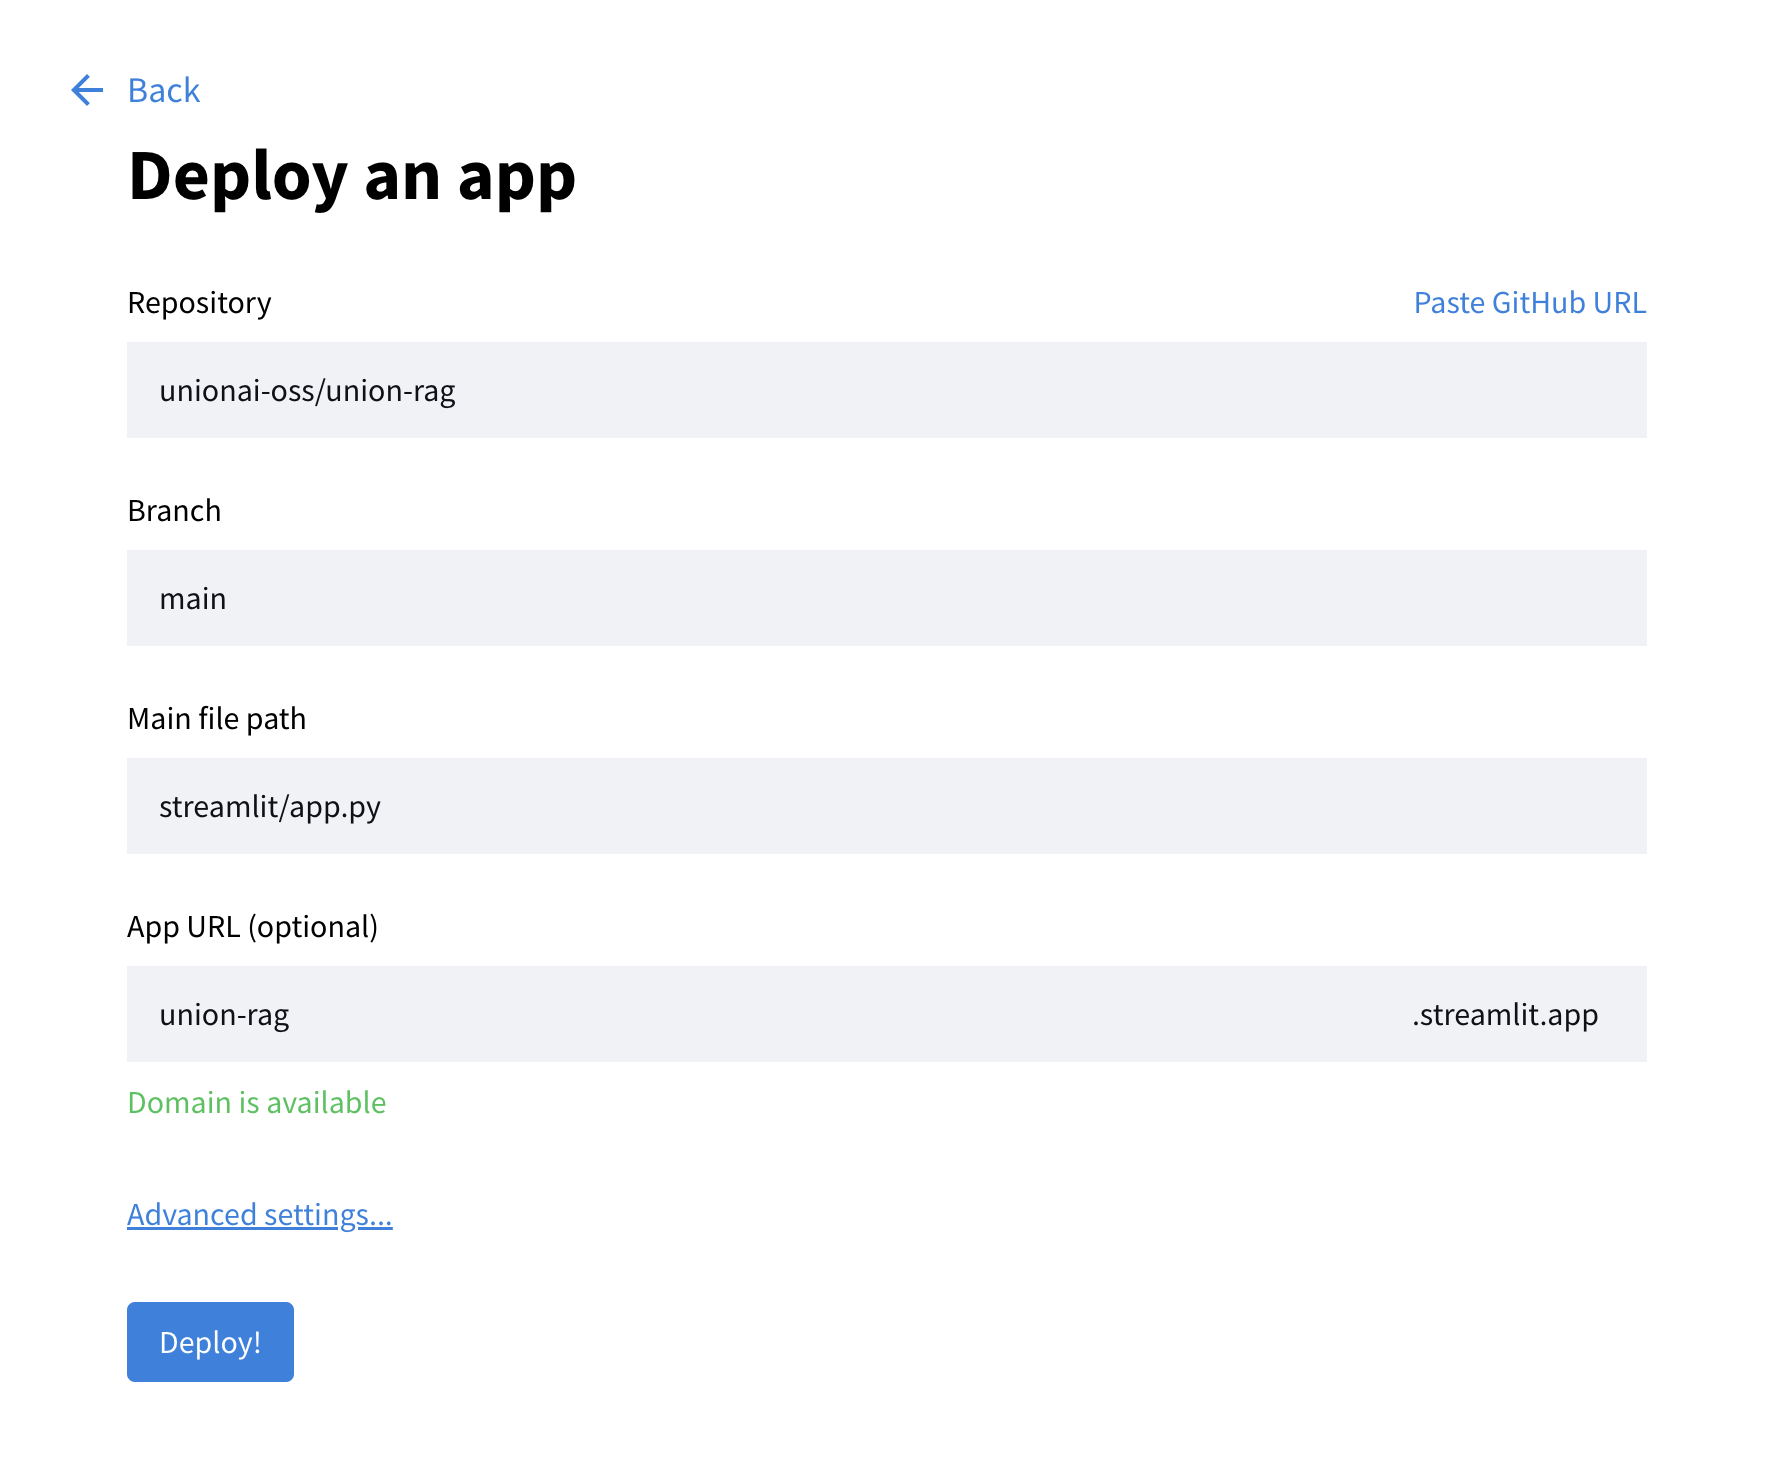 Back
Deploy an app
Repository
Paste GitHub URL
unionai-oss/union-rag
Branch
main
Main file path
streamlit/app.py
App URL (optional)
union-rag
.streamlit.app
Domain is available
Advanced settings...
Deploy!